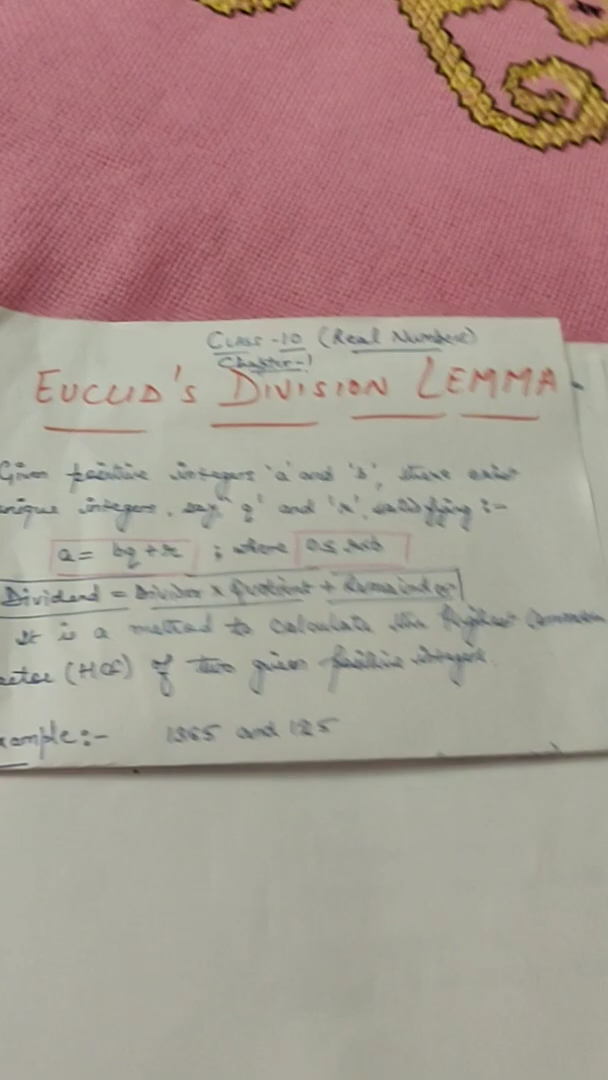 CLASS-10 (Real Numbers)
Chapter-1
EUCLID'S DIVISION LEMMA-
Given positive integers 'a' and 'b', there exist
unique integers, say 'q' and 'r', satisfying :-
a = bq + r ; where 0≤r<b
Dividend = Divisor x Quotient + Remainder
It is a method to calculate the highest common
(HCF) of two given positive integers.
Example:- 1365 and 125